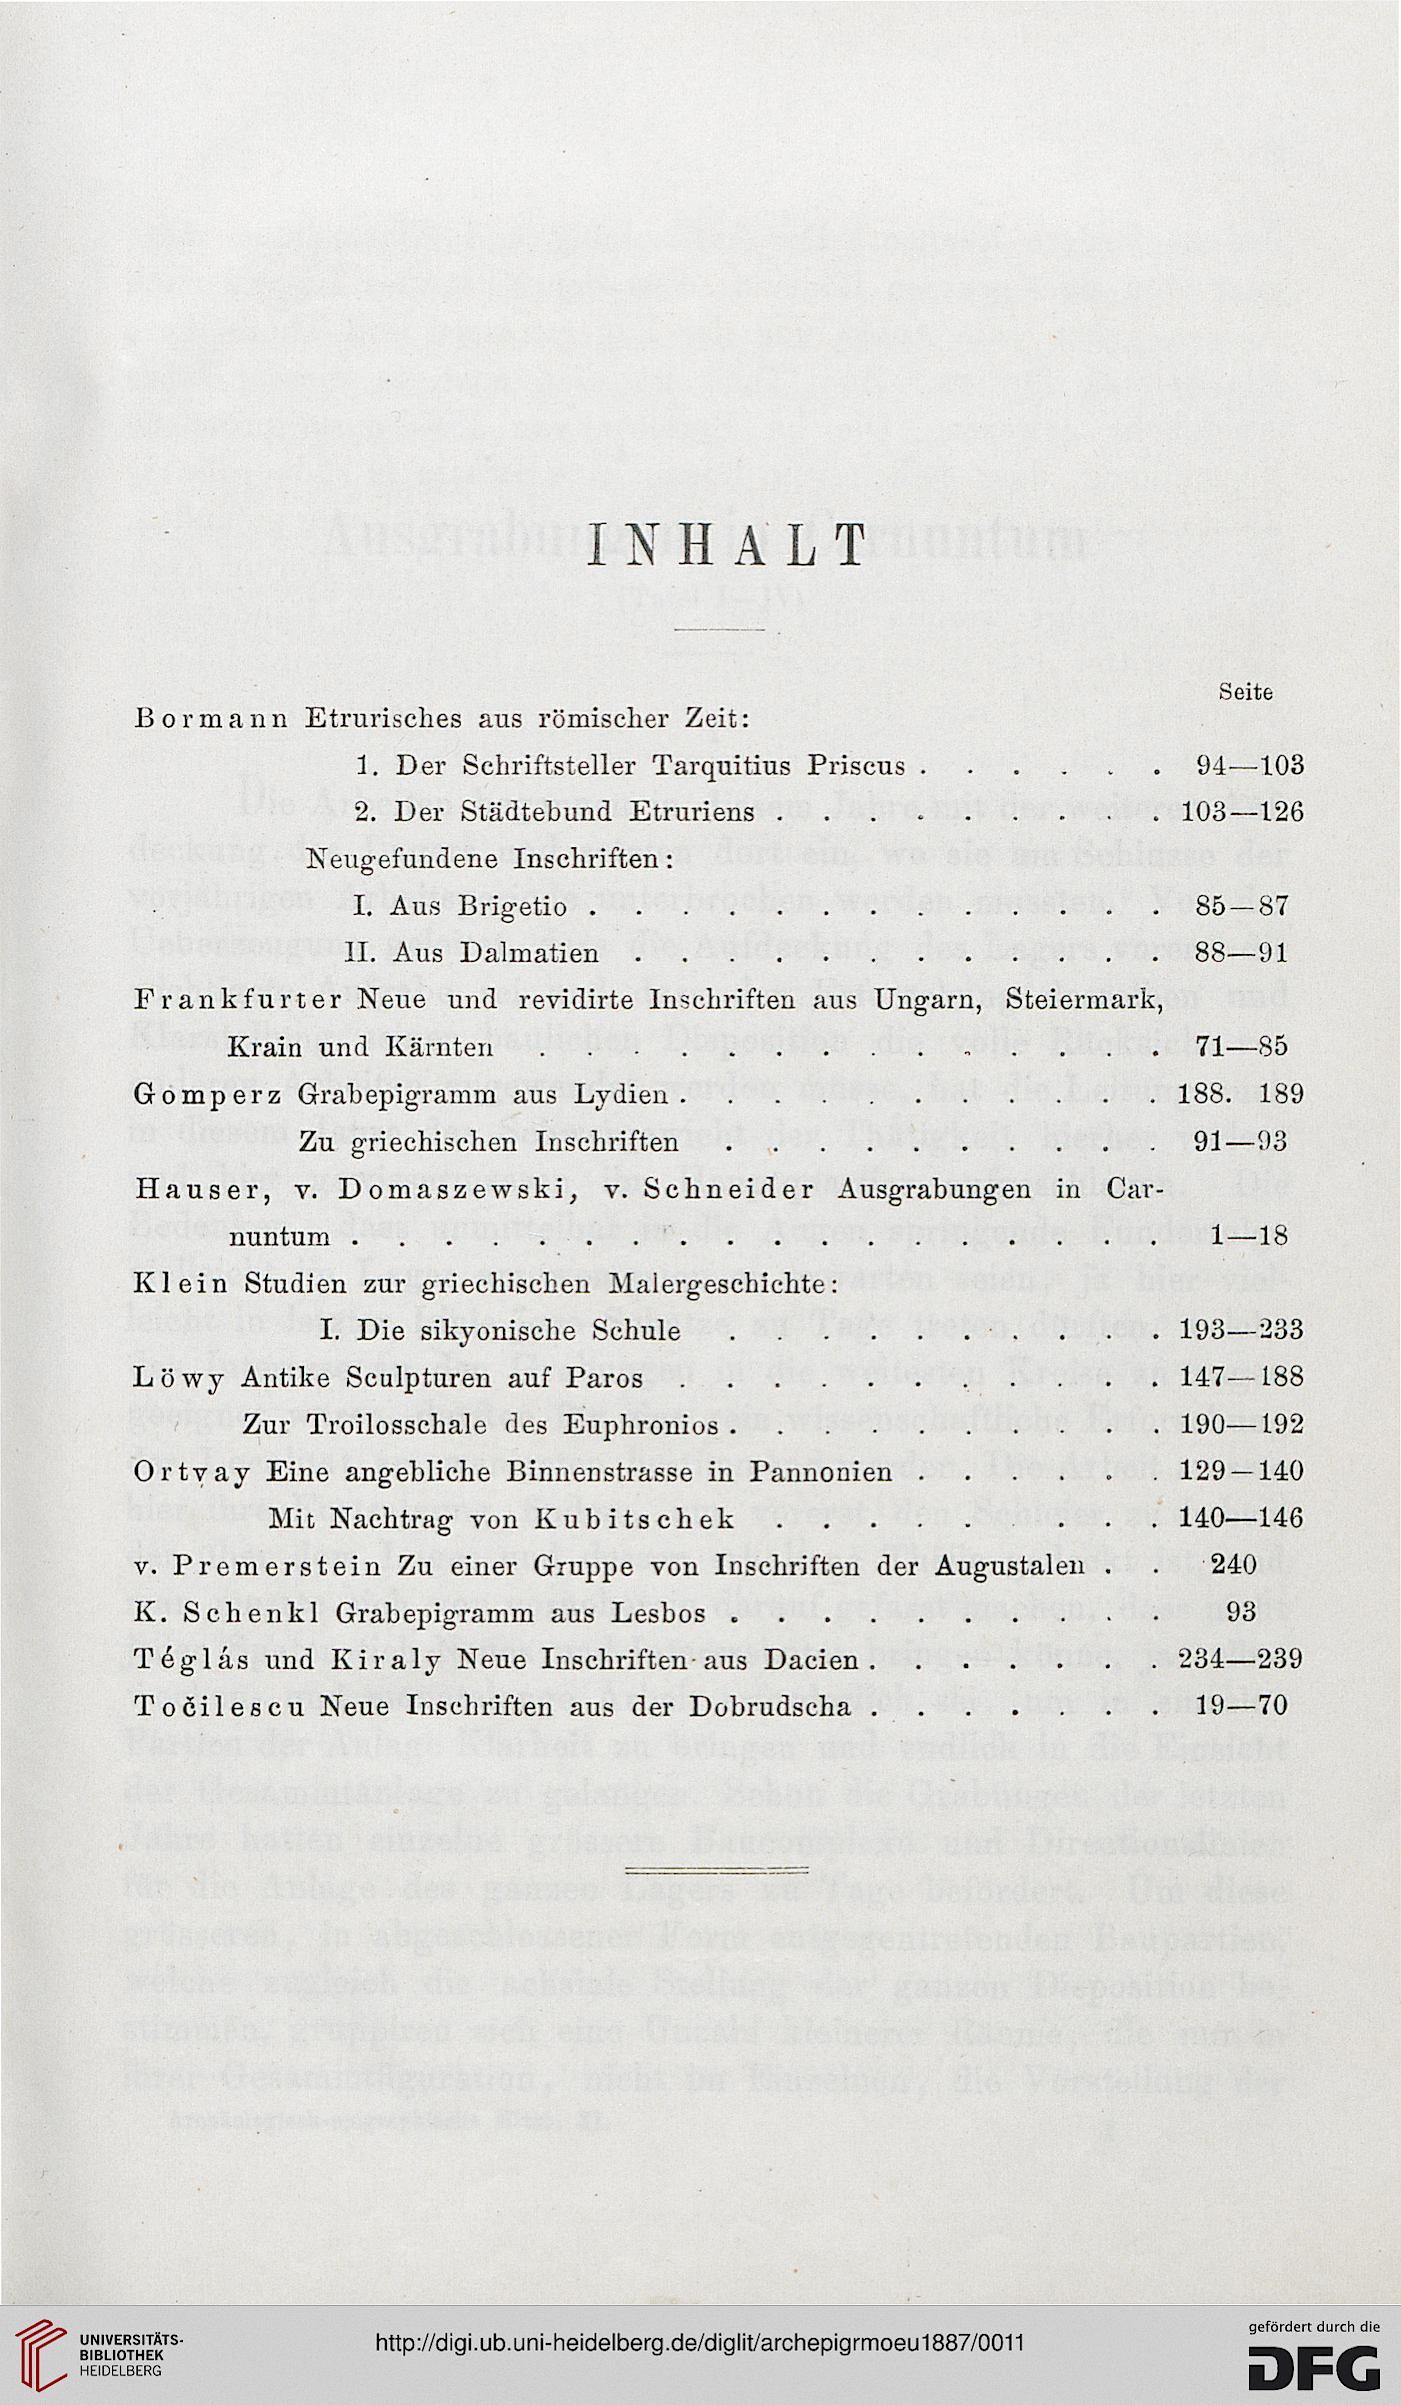 INHALT
Seite
Bormann Etrurisches aus römischer Zeit:
1. Der Schriftsteller Tarquitius Priscus . . . . . . 94—103
2. Der Städtebund Etruriens . . . . . . . . . 103—126
Neugefundene Inschriften:
I. Aus Brigetio . . . . . . . . . . . . . 85—87
II. Aus Dalmatien . . . . . . . . . . . . 88—91
Frankfurter Neue und revidirte Inschriften aus Ungarn, Steiermark,
Krain und Kärnten . . . . . . . . . . . . . . 71—85
Gomperz Grabepigramm aus Lydien . . . . . . . . . . . 188. 189
Zu griechischen Inschriften . . . . . . . . . . 91—93
Hauser, v. Domaszewski, v. Schneider Ausgrabungen in Car-
nuntum . . . . . . . . . . . . . . . . . . 1—18
Klein Studien zur griechischen Malergeschichte:
I. Die sikyonische Schule . . . . . . . . . . 193—233
Löwy Antike Sculpturen auf Paros . . . . . . . . . . . 147—188
Zur Troilosschale des Euphronios . . . . . . . . . . 190—192
Ortvay Eine angebliche Binnenstrasse in Pannonien . . . . . . 129—140
Mit Nachtrag von Kubitschek . . . . . . . . 140—146
v. Premerstein Zu einer Gruppe von Inschriften der Augustalen . . 240
K. Schenkl Grabepigramm aus Lesbos . . . . . . . . . . 93
Téglás und Kiraly Neue Inschriften aus Dacien . . . . . . . 234—239
Točilescu Neue Inschriften aus der Dobrudscha . . . . . . . 19—70
UNIVERSITÄTS-
BIBLIOTHEK
HEIDELBERG
http://digi.ub.uni-heidelberg.de/diglit/archepigrmoeu1887/0011
gefördert durch die
DFG